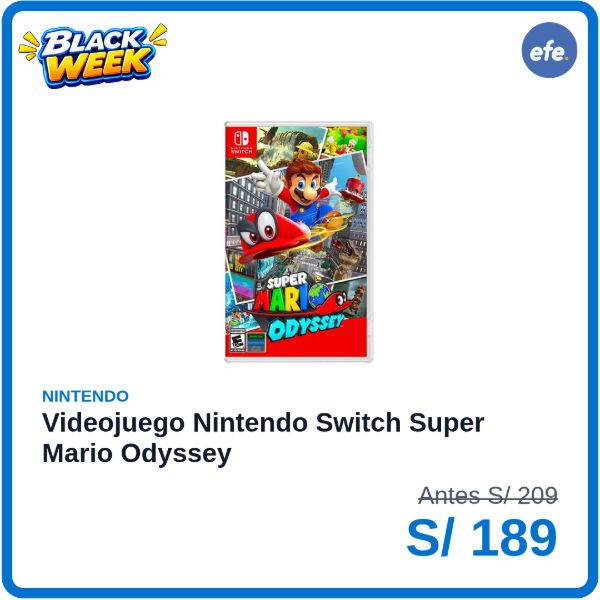 BLACK
WEEK
efe.
NINTENDO
SWITCH
SUPER
MARIO
ODYSSEY
E
NINTENDO
Videojuego Nintendo Switch Super
Mario Odyssey
Antes S/ 209
S/ 189